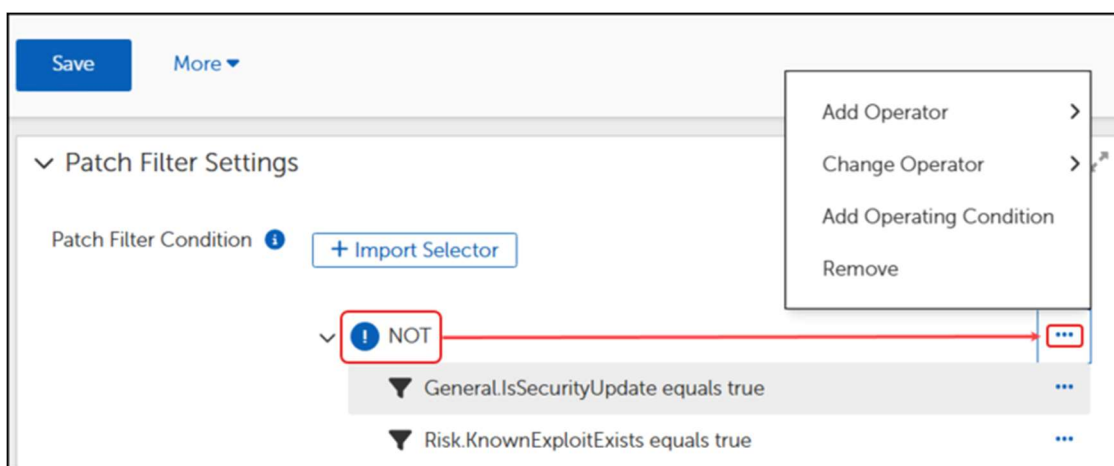 Save
More
Add Operator
Patch Filter Settings
Change Operator
Add Operating Condition
Patch Filter Condition
+ Import Selector
Remove
NOT
General.IsSecurityUpdate equals true
Risk.KnownExploitExists equals true